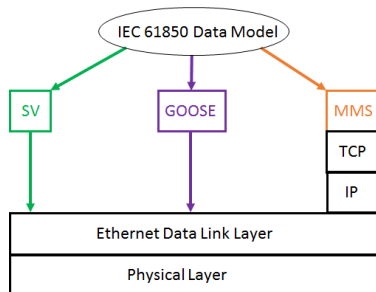 IEC 61850 Data Model
SV
GOOSE
MMS
TCP
IP
Ethernet Data Link Layer
Physical Layer